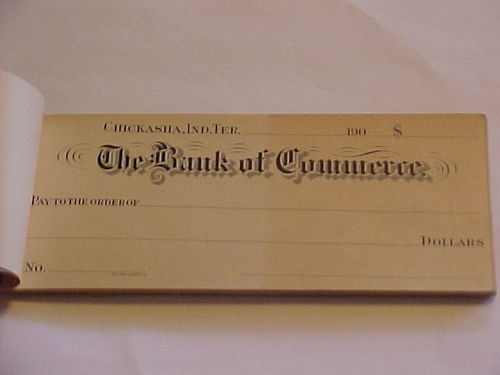 CHICKASHA, IND. TER. 190 $
The Bank of Commerce.
PAY TO THE ORDER OF
DOLLARS
NO.